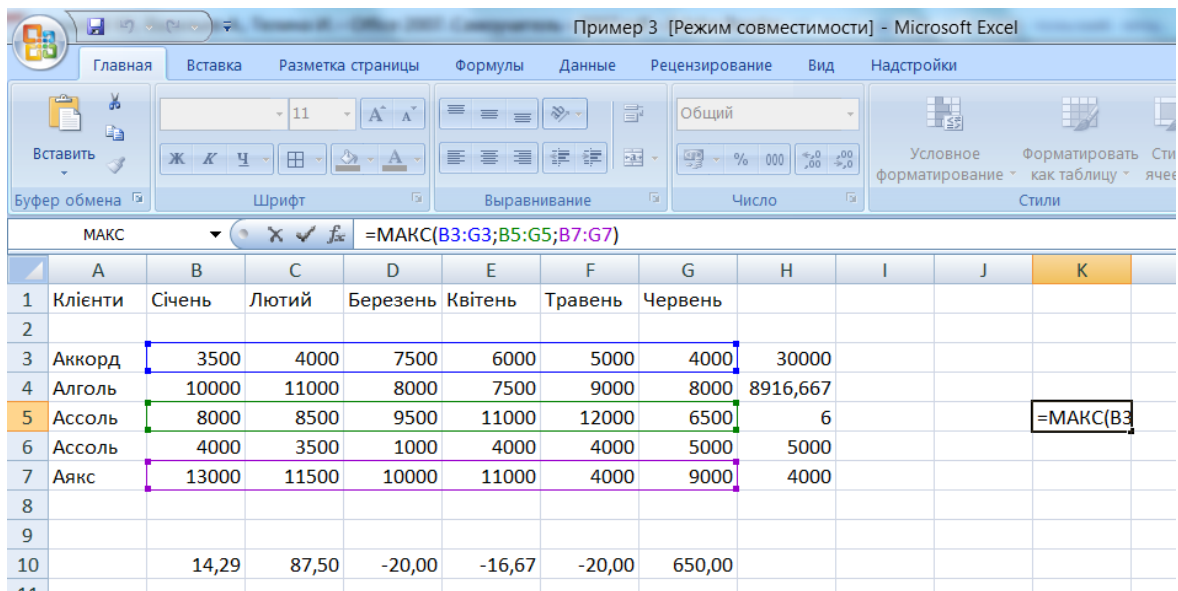 Пример 3 [Режим совместимости] - Microsoft Excel
Главная Вставка Разметка страницы Формулы Данные Рецензирование Вид Надстройки
11 Общий
Вставить Ж К Ч % 000 Условное форматирование Форматировать как таблицу
Буфер обмена Шрифт Выравнивание Число Стили
МАКС fx =МАКС(B3:G3;B5:G5;B7:G7)
A B C D E F G H I J K
1 Клієнти Січень Лютий Березень Квітень Травень Червень
2
3 Аккорд 3500 4000 7500 6000 5000 4000 30000
4 Алголь 10000 11000 8000 7500 9000 8000 8916,667
5 Ассоль 8000 8500 9500 11000 12000 6500 6 =МАКС(B3
6 Ассоль 4000 3500 1000 4000 4000 5000 5000
7 Аякс 13000 11500 10000 11000 4000 9000 4000
8
9
10 14,29 87,50 -20,00 -16,67 -20,00 650,00